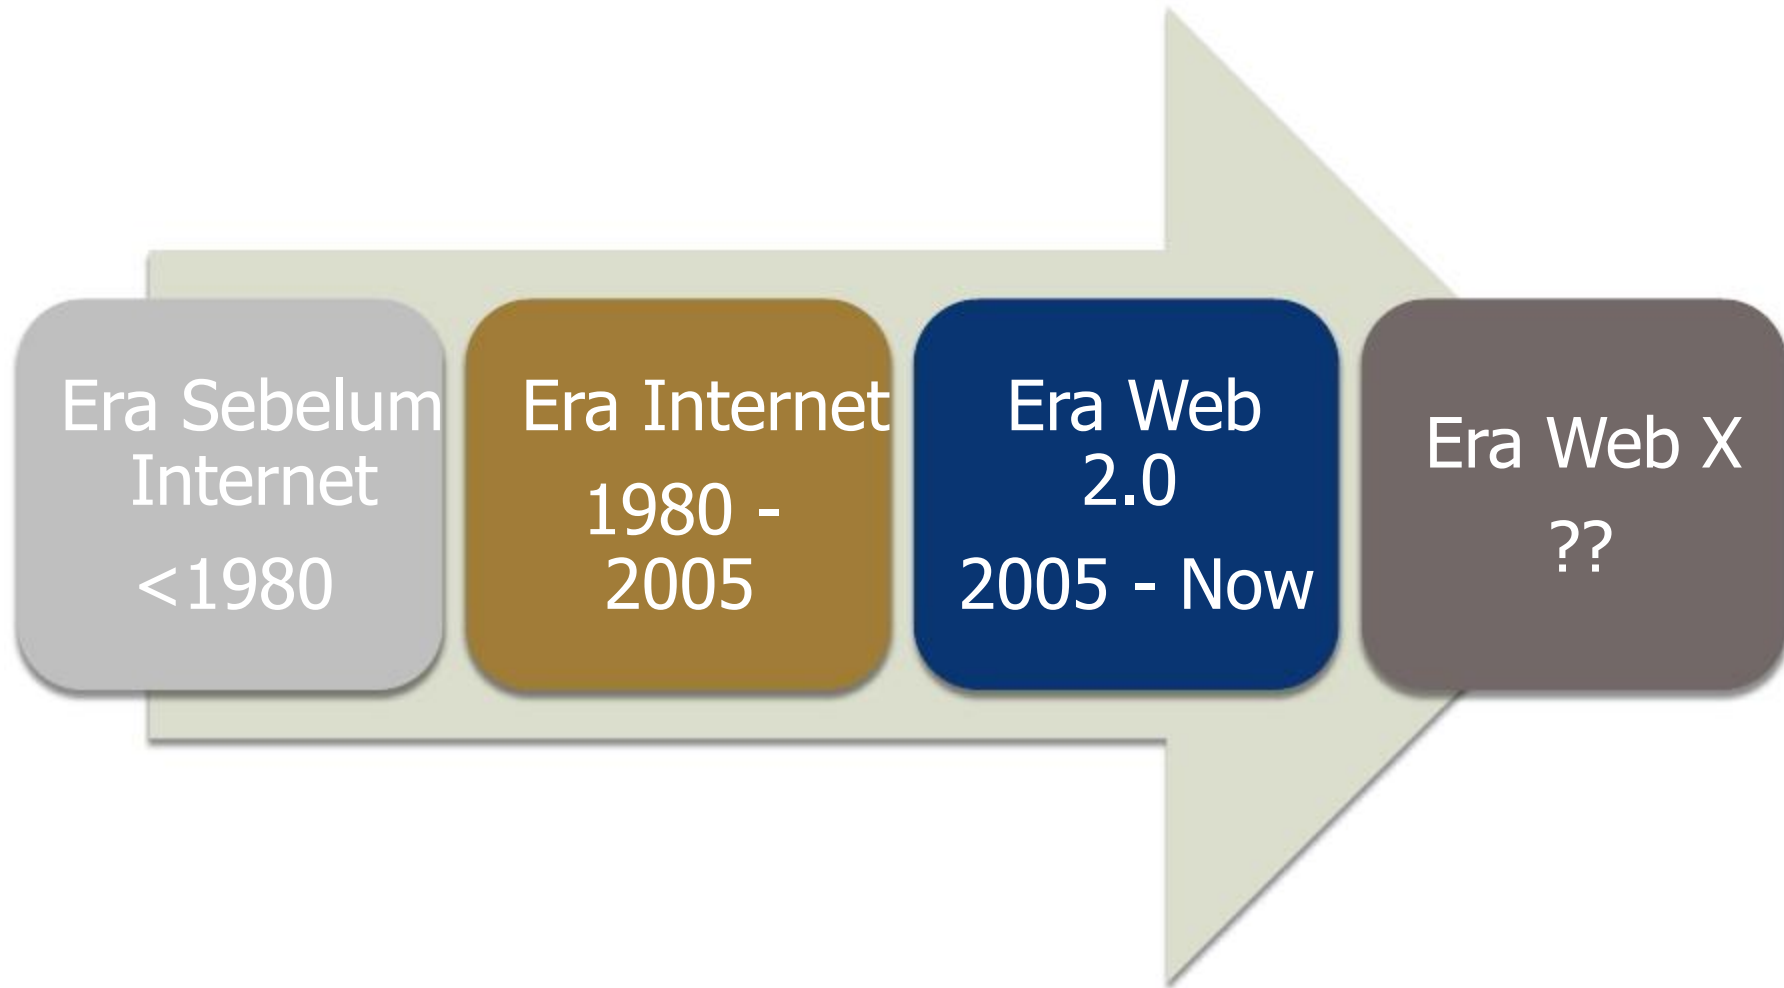 Era Sebelum
Internet
<1980
Era Internet
1980 -
2005
Era Web
2.0
2005 - Now
Era Web X
??